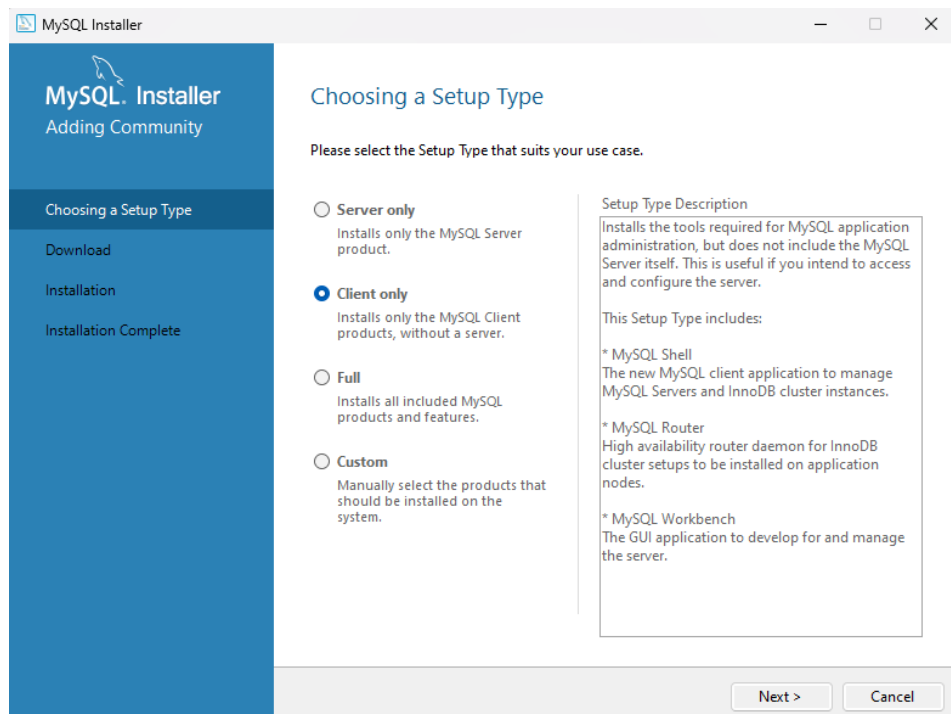 MySQL Installer
MySQL. Installer
Adding Community
Choosing a Setup Type
Download
Installation
Installation Complete
Choosing a Setup Type
Please select the Setup Type that suits your use case.
Server only
Installs only the MySQL Server
product.
Client only
Installs only the MySQL Client
products, without a server.
Full
Installs all included MySQL
products and features.
Custom
Manually select the products that
should be installed on the
system.
Setup Type Description
Installs the tools required for MySQL application
administration, but does not include the MySQL
Server itself. This is useful if you intend to access
and configure the server.
This Setup Type includes:
* MySQL Shell
The new MySQL client application to manage
MySQL Servers and InnoDB cluster instances.
* MySQL Router
High availability router daemon for InnoDB
cluster setups to be installed on application
nodes.
* MySQL Workbench
The GUI application to develop for and manage
the server.
Next >
Cancel